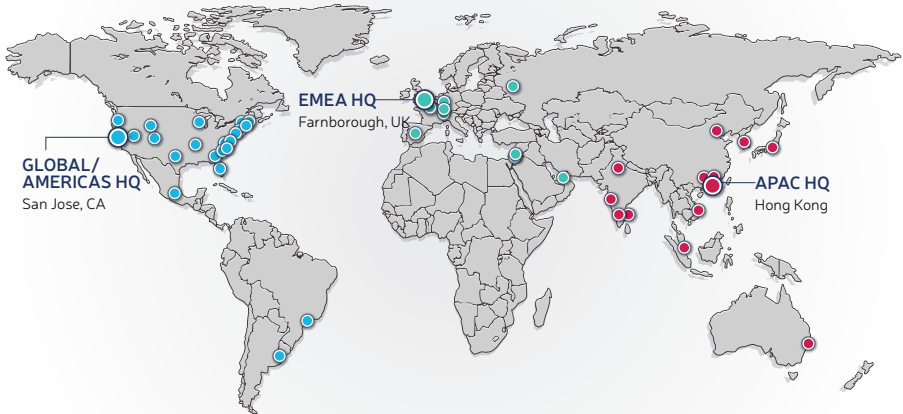 EMEA HQ
Farnborough, UK
GLOBAL/
AMERICAS HQ
San Jose, CA
APAC HQ
Hong Kong